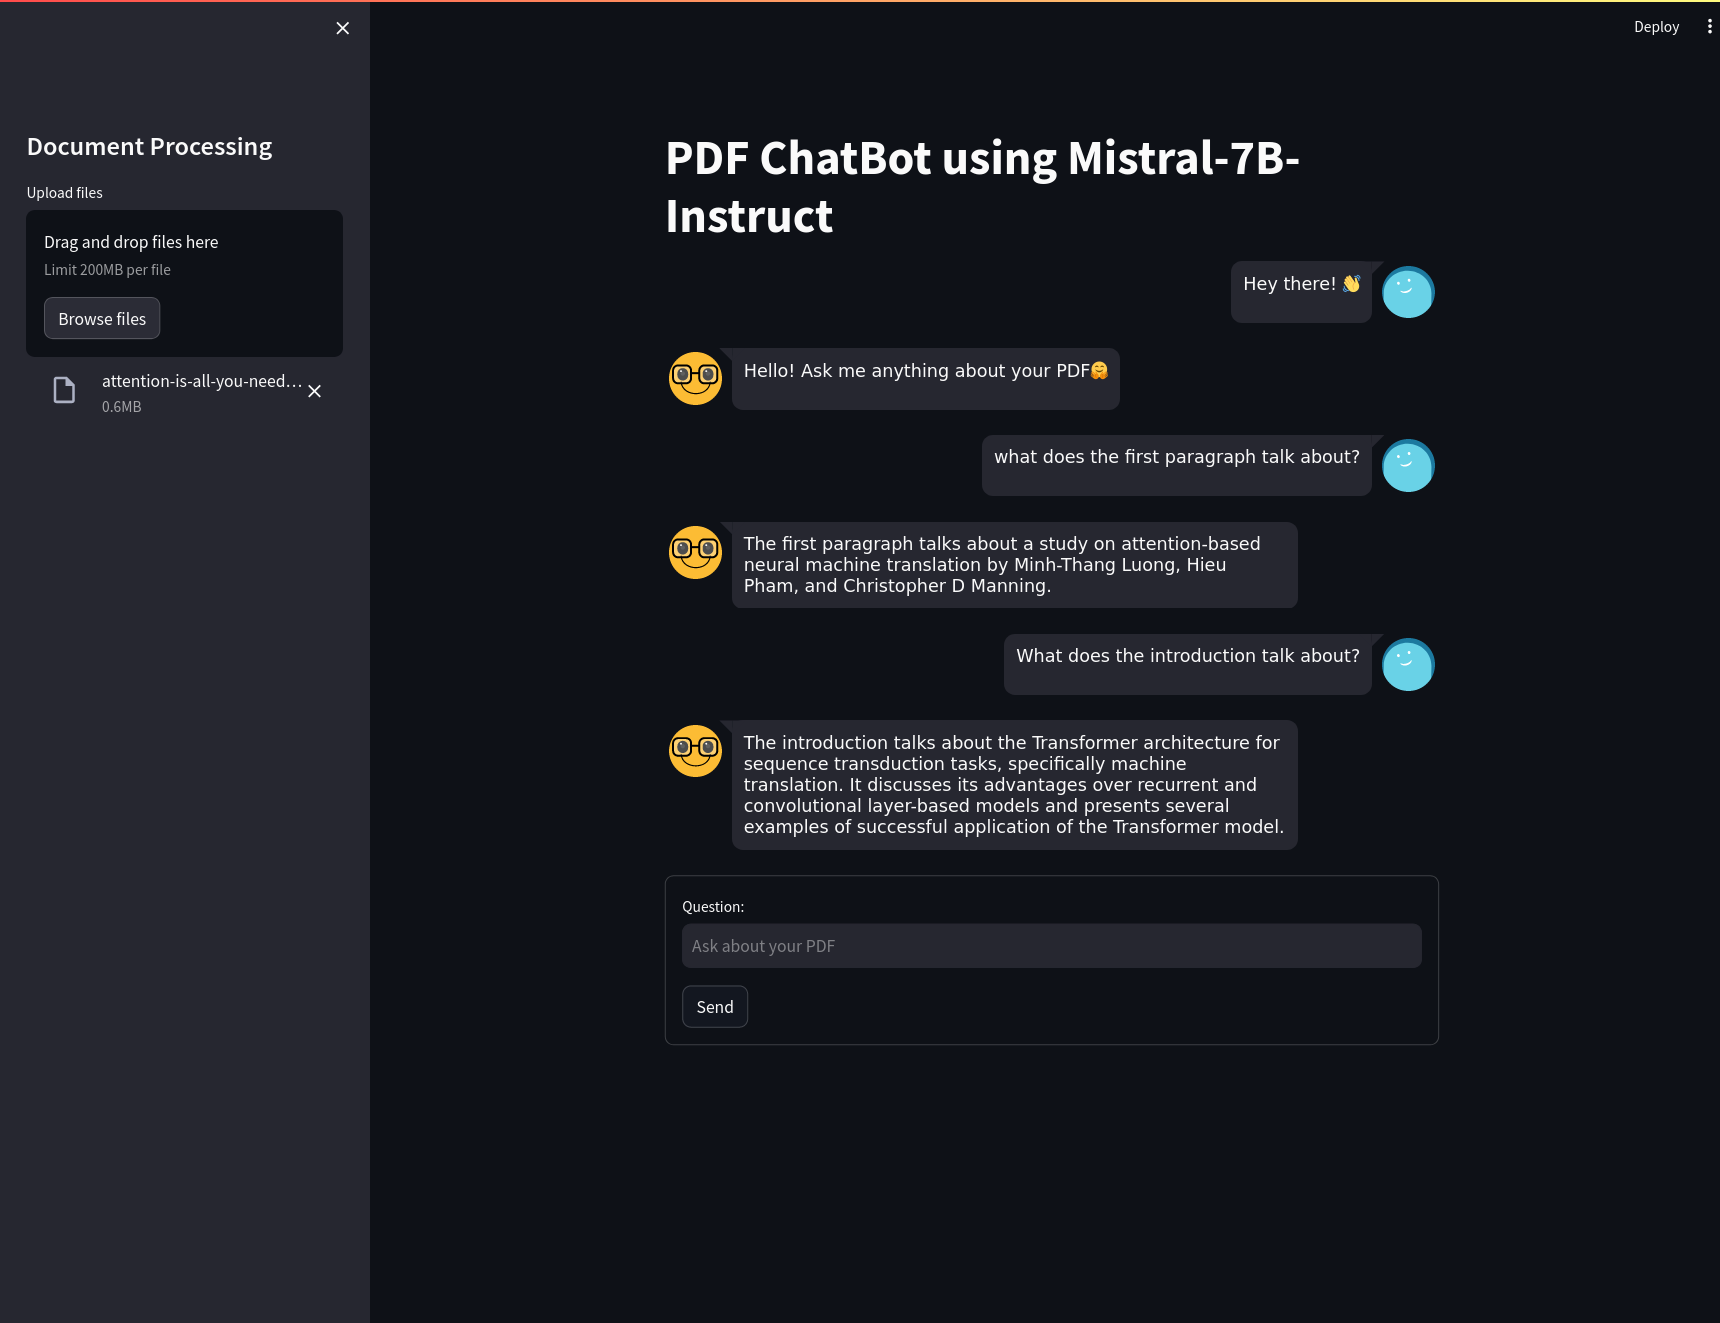 Deploy
Document Processing
Upload files
Drag and drop files here
Limit 200MB per file
Browse files
attention-is-all-you-need...
0.6MB
PDF ChatBot using Mistral-7B-
Instruct
Hey there! 👋
Hello! Ask me anything about your PDF🤗
what does the first paragraph talk about?
The first paragraph talks about a study on attention-based
neural machine translation by Minh-Thang Luong, Hieu
Pham, and Christopher D Manning.
What does the introduction talk about?
The introduction talks about the Transformer architecture for
sequence transduction tasks, specifically machine
translation. It discusses its advantages over recurrent and
convolutional layer-based models and presents several
examples of successful application of the Transformer model.
Question:
Ask about your PDF
Send